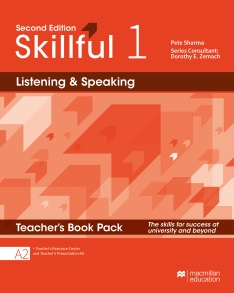 Second Edition
Skillful 1
Pete Sharma
Series Consultant:
Dorothy E. Zemach
Listening & Speaking
Teacher's Book Pack
The skills for success at
university and beyond
A2
+ Teacher's Resource Center
and Teacher's Presentation Kit
macmillan
education